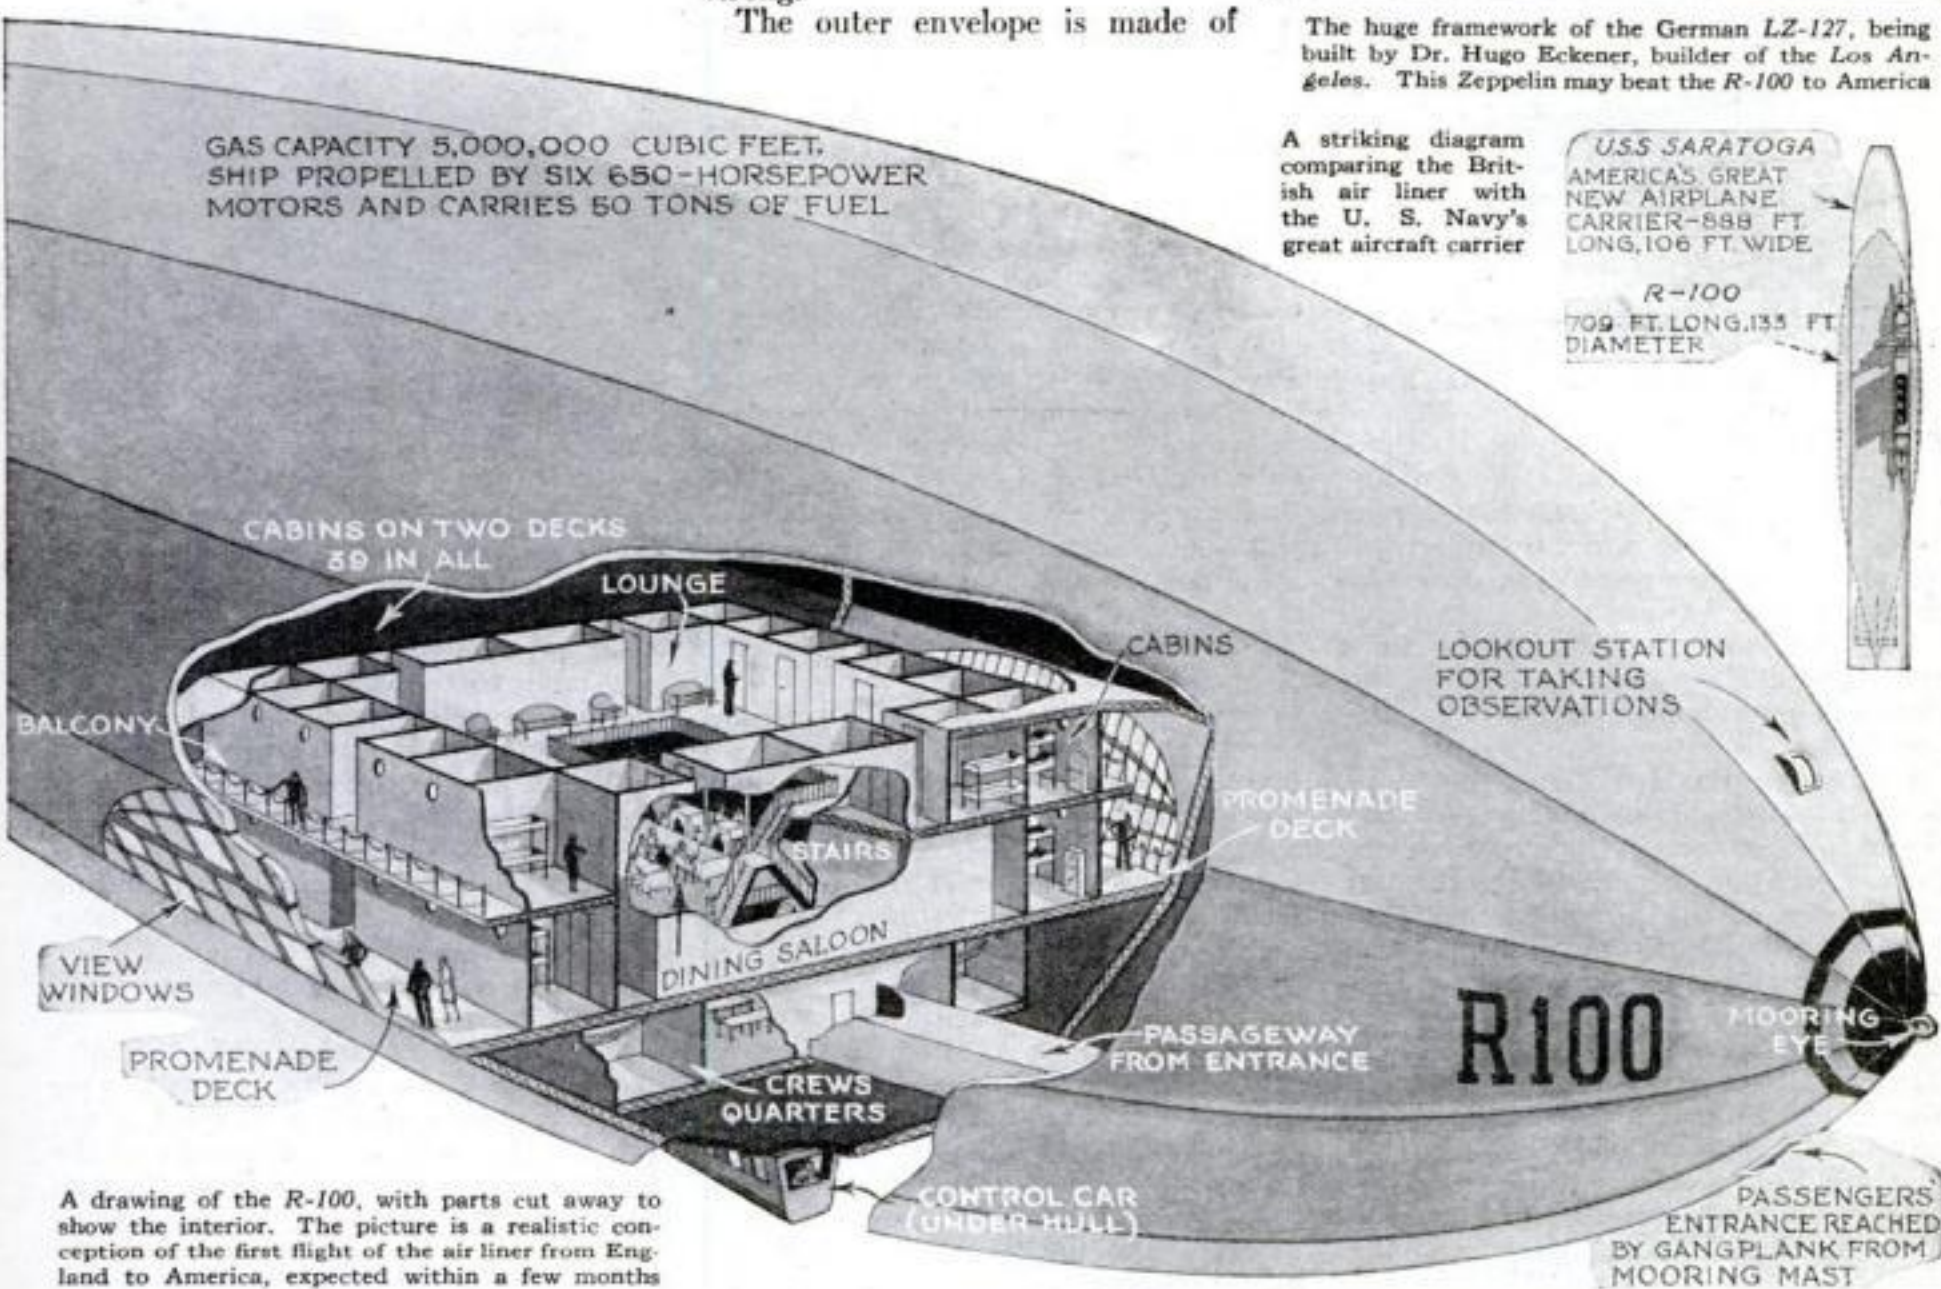 The outer envelope is made of
The huge framework of the German LZ-127, being
built by Dr. Hugo Eckener, builder of the Los An-
geles. This Zeppelin may beat the R-100 to America
A striking diagram
comparing the Brit-
ish air liner with
the U. S. Navy's
great aircraft carrier
USS SARATOGA
AMERICA'S GREAT
NEW AIRPLANE
CARRIER-888 FT
LONG, 106 FT. WIDE
R-100
709 FT. LONG, 133 FT
DIAMETER
GAS CAPACITY 5,000,000 CUBIC FEET.
SHIP PROPELLED BY SIX 650-HORSEPOWER
MOTORS AND CARRIES 50 TONS OF FUEL
CABINS ON TWO DECKS
39 IN ALL
LOUNGE
CABINS
LOOKOUT STATION
FOR TAKING
OBSERVATIONS
BALCONY
PROMENADE
DECK
STAIRS
DINING SALOON
VIEW
WINDOWS
PROMENADE
DECK
PASSAGEWAY
FROM ENTRANCE
CREWS
QUARTERS
R100
MOORING
EYE
CONTROL CAR
(UNDER HULL)
PASSENGERS'
ENTRANCE REACHED
BY GANGPLANK FROM
MOORING MAST
A drawing of the R-100, with parts cut away to
show the interior. The picture is a realistic con-
ception of the first flight of the air liner from Eng-
land to America, expected within a few months